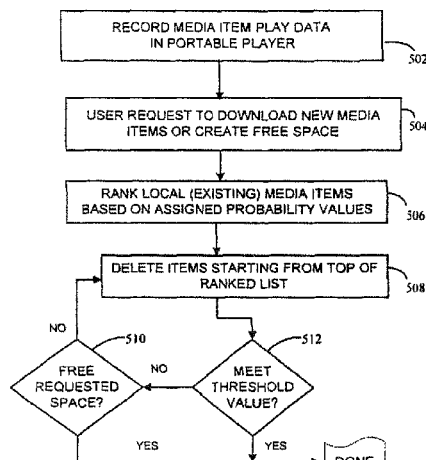 RECORD MEDIA ITEM PLAY DATA
IN PORTABLE PLAYER
502
USER REQUEST TO DOWNLOAD NEW MEDIA
ITEMS OR CREATE FREE SPACE
504
RANK LOCAL (EXISTING) MEDIA ITEMS
BASED ON ASSIGNED PROBABILITY VALUES
506
DELETE ITEMS STARTING FROM TOP OF
RANKED LIST
508
NO
510
512
FREE
REQUESTED
SPACE?
NO
MEET
THRESHOLD
VALUE?
YES
YES
DONE